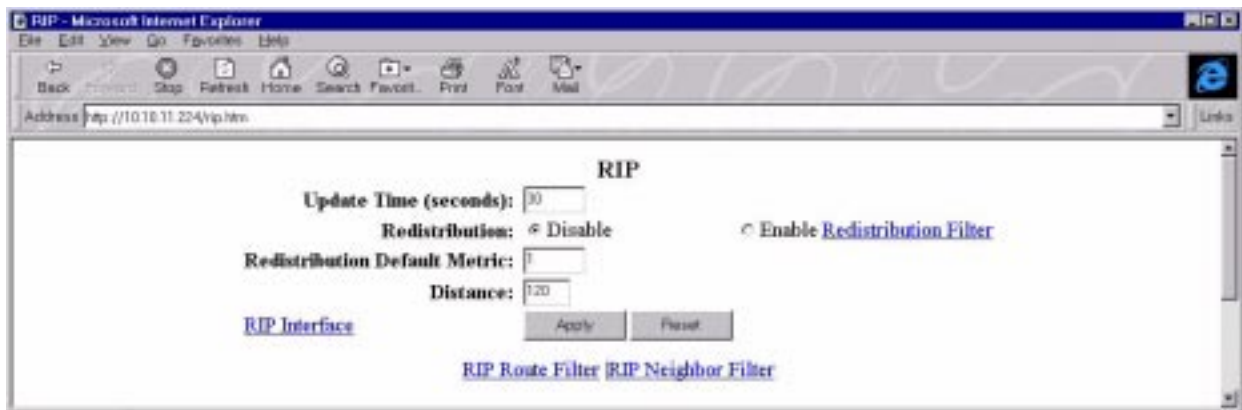 RIP - Microsoft Internet Explorer
File Edit View Go Favorites Help
Back Forward Stop Refresh Home Search Favorit.. Print Font Mail
Address http://10.10.11.224/rip.htm Links
RIP
Update Time (seconds): 30
Redistribution: Disable Enable Redistribution Filter
Redistribution Default Metric: 1
Distance: 120
RIP Interface Apply Reset
RIP Route Filter RIP Neighbor Filter